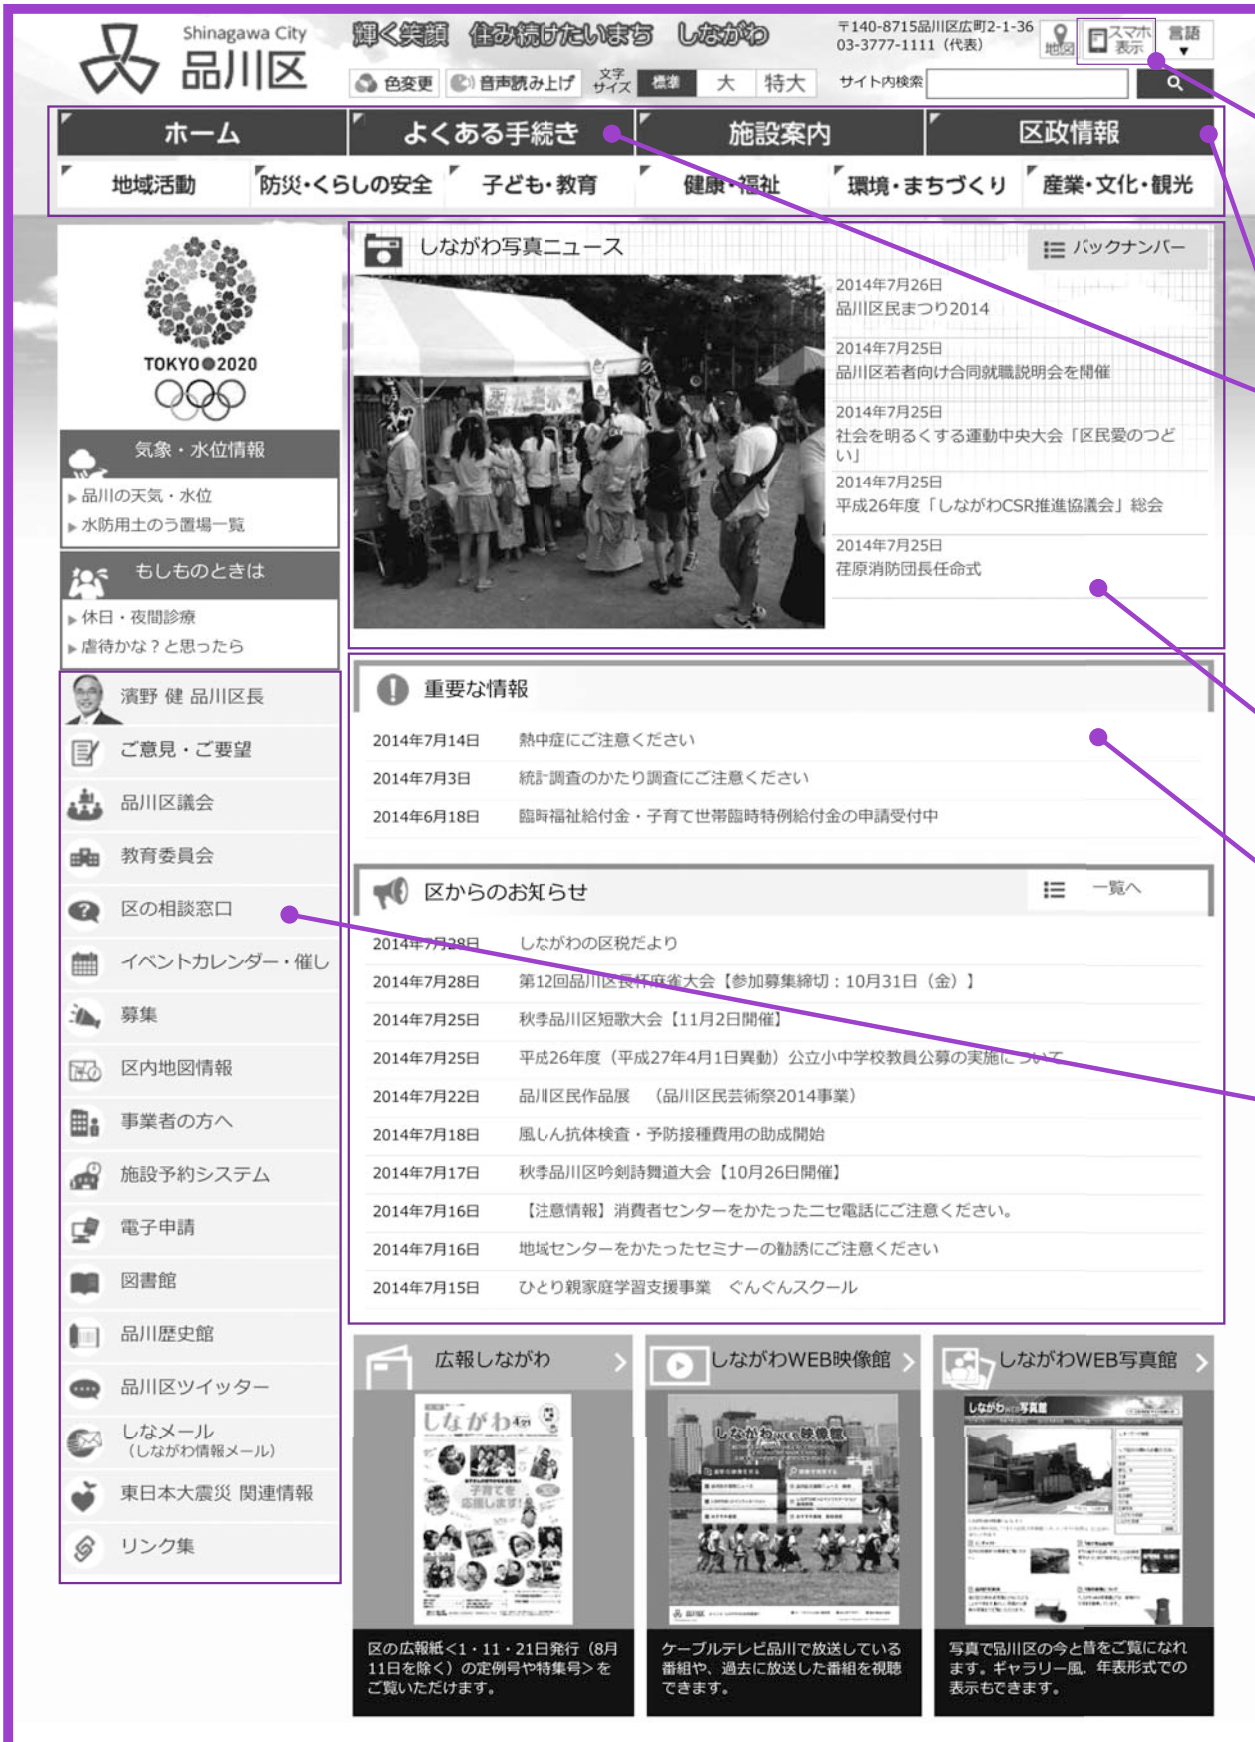 Shinagawa City
品川区
輝く笑顔 住み続けたいまち しながわ
〒140-8715品川区広町2-1-36
03-3777-1111（代表）
地図
スマホ
表示
言語
▼
色変更
音声読み上げ
文字
サイズ
標準
大
特大
サイト内検索
ホーム
よくある手続き
施設案内
区政情報
地域活動
防災・くらしの安全
子ども・教育
健康・福祉
環境・まちづくり
産業・文化・観光
TOKYO 2020
気象・水位情報
品川の天気・水位
水防用土のう置場一覧
もしものときは
休日・夜間診療
虐待かな？と思ったら
濱野 健 品川区長
ご意見・ご要望
品川区議会
教育委員会
区の相談窓口
イベントカレンダー・催し
募集
区内地図情報
事業者の方へ
施設予約システム
電子申請
図書館
品川歴史館
品川区ツイッター
しなメール
（しながわ情報メール）
東日本大震災 関連情報
リンク集
しながわ写真ニュース
バックナンバー
2014年7月26日
品川区民まつり2014
2014年7月25日
品川区若者向け合同就職説明会を開催
2014年7月25日
社会を明るくする運動中央大会「区民愛のつど
い」
2014年7月25日
平成26年度「しながわCSR推進協議会」総会
2014年7月25日
荏原消防団長任命式
重要な情報
2014年7月14日 熱中症にご注意ください
2014年7月3日 統計調査のかたり調査にご注意ください
2014年6月18日 臨時福祉給付金・子育て世帯臨時特例給付金の申請受付中
区からのお知らせ
一覧へ
2014年7月28日 しながわの区税だより
2014年7月28日 第12回品川区長杯麻雀大会【参加募集締切：10月31日（金）】
2014年7月25日 秋季品川区短歌大会【11月2日開催】
2014年7月25日 平成26年度（平成27年4月1日異動）公立小中学校教員公募の実施について
2014年7月22日 品川区民作品展 （品川区民芸術祭2014事業）
2014年7月18日 風しん抗体検査・予防接種費用の助成開始
2014年7月17日 秋季品川区吟剣詩舞道大会【10月26日開催】
2014年7月16日 【注意情報】消費者センターをかたったニセ電話にご注意ください。
2014年7月16日 地域センターをかたったセミナーの勧誘にご注意ください
2014年7月15日 ひとり親家庭学習支援事業 ぐんぐんスクール
広報しながわ
しながわ 4/21
子育てを
応援します!
区の広報紙<1・11・21日発行（8月
11日を除く）の定例号や特集号>を
ご覧いただけます。
しながわWEB映像館
しながわWEB映像館
ケーブルテレビ品川で放送している
番組や、過去に放送した番組を視聴
できます。
しながわWEB写真館
しながわWEB写真館
写真で品川区の今と昔をご覧になれ
ます。ギャラリー風、年表形式での
表示もできます。